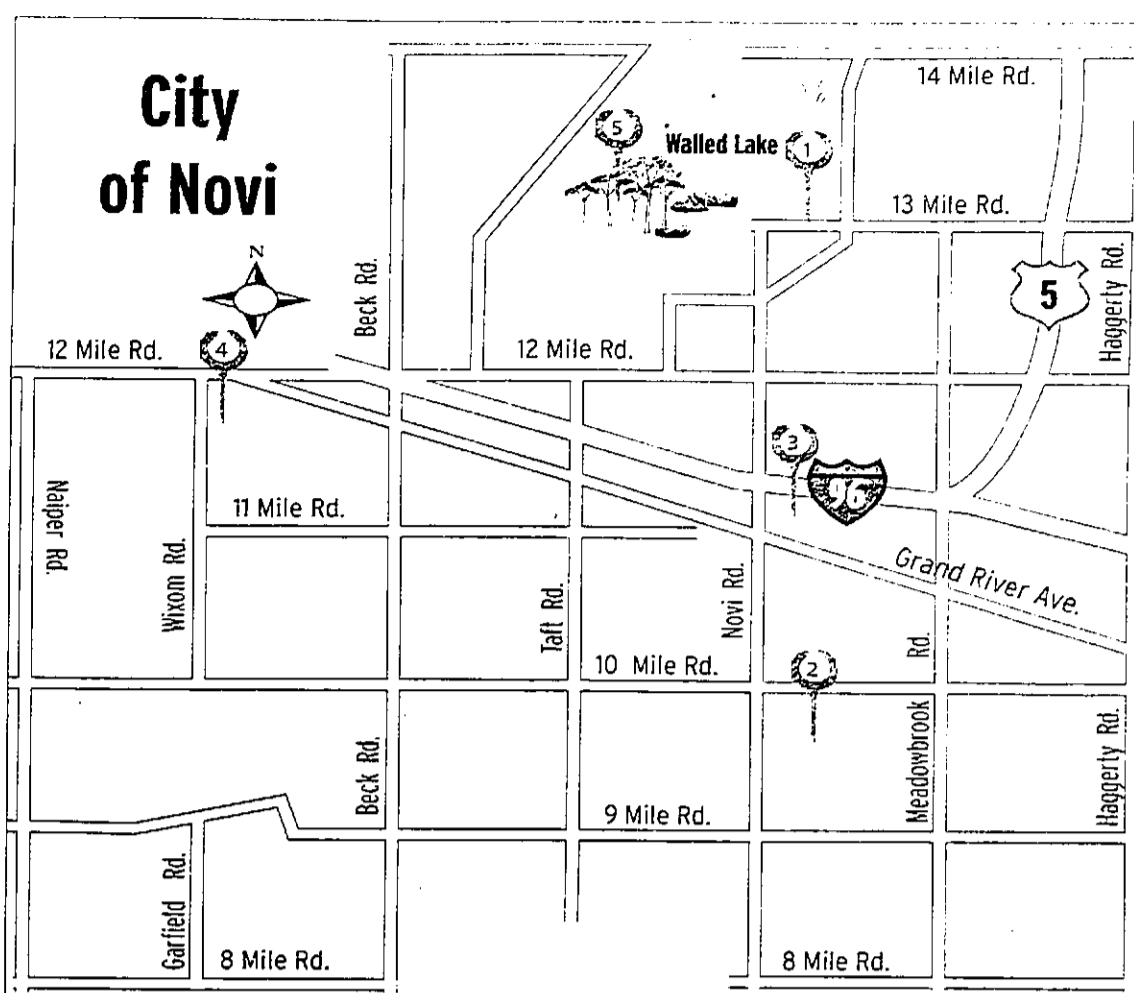 City
of Novi
14 Mile Rd.
5
Walled Lake
1
13 Mile Rd.
N
Beck Rd.
5
Haggerty Rd.
12 Mile Rd.
4
12 Mile Rd.
Naiper Rd.
11 Mile Rd.
Wixom Rd.
Taft Rd.
Novi Rd.
Grand River Ave.
10 Mile Rd.
2
Meadowbrook Rd.
Beck Rd.
Haggerty Rd.
9 Mile Rd.
Garfield Rd.
8 Mile Rd.
8 Mile Rd.